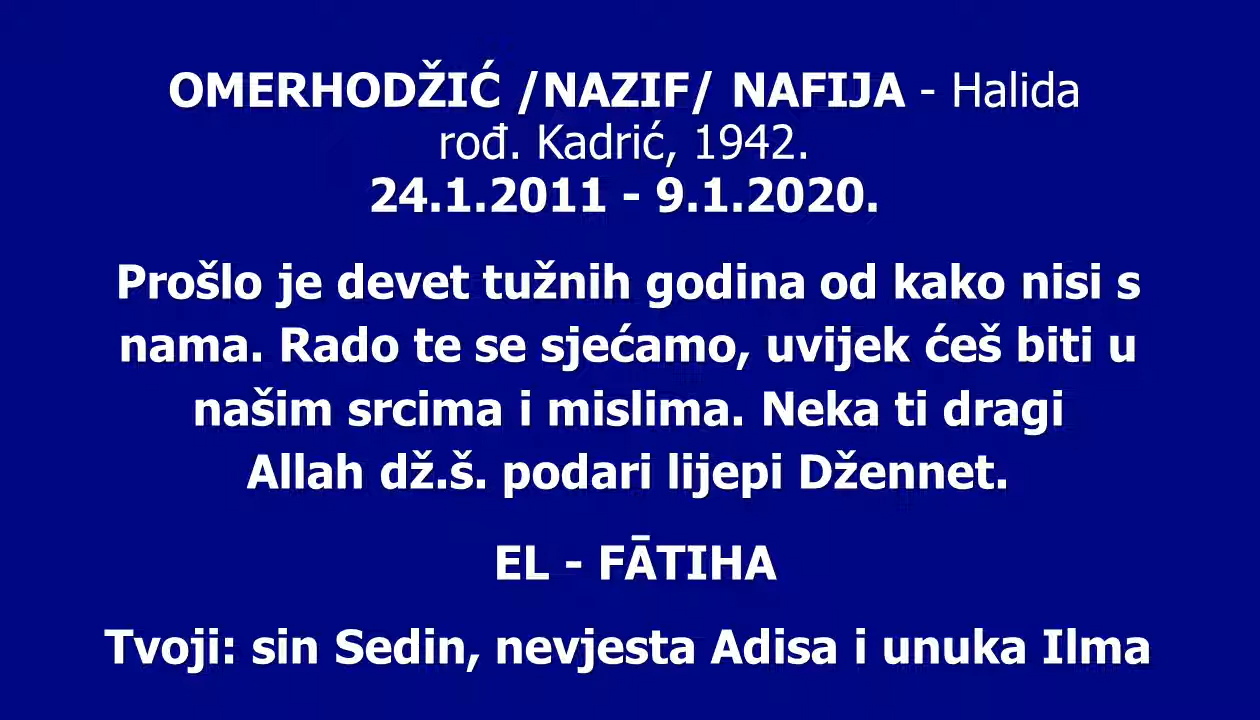 OMERHODŽIĆ /NAZIF/ NAFIJA - Halida
rođ. Kadrić, 1942.
24.1.2011 - 9.1.2020.
Prošlo je devet tužnih godina od kako nisi s
nama. Rado te se sjećamo, uvijek ćeš biti u
našim srcima i mislima. Neka ti dragi
Allah dž.š. podari lijepi Džennet.
EL - FĀTIHA
Tvoji: sin Sedin, nevjesta Adisa i unuka Ilma